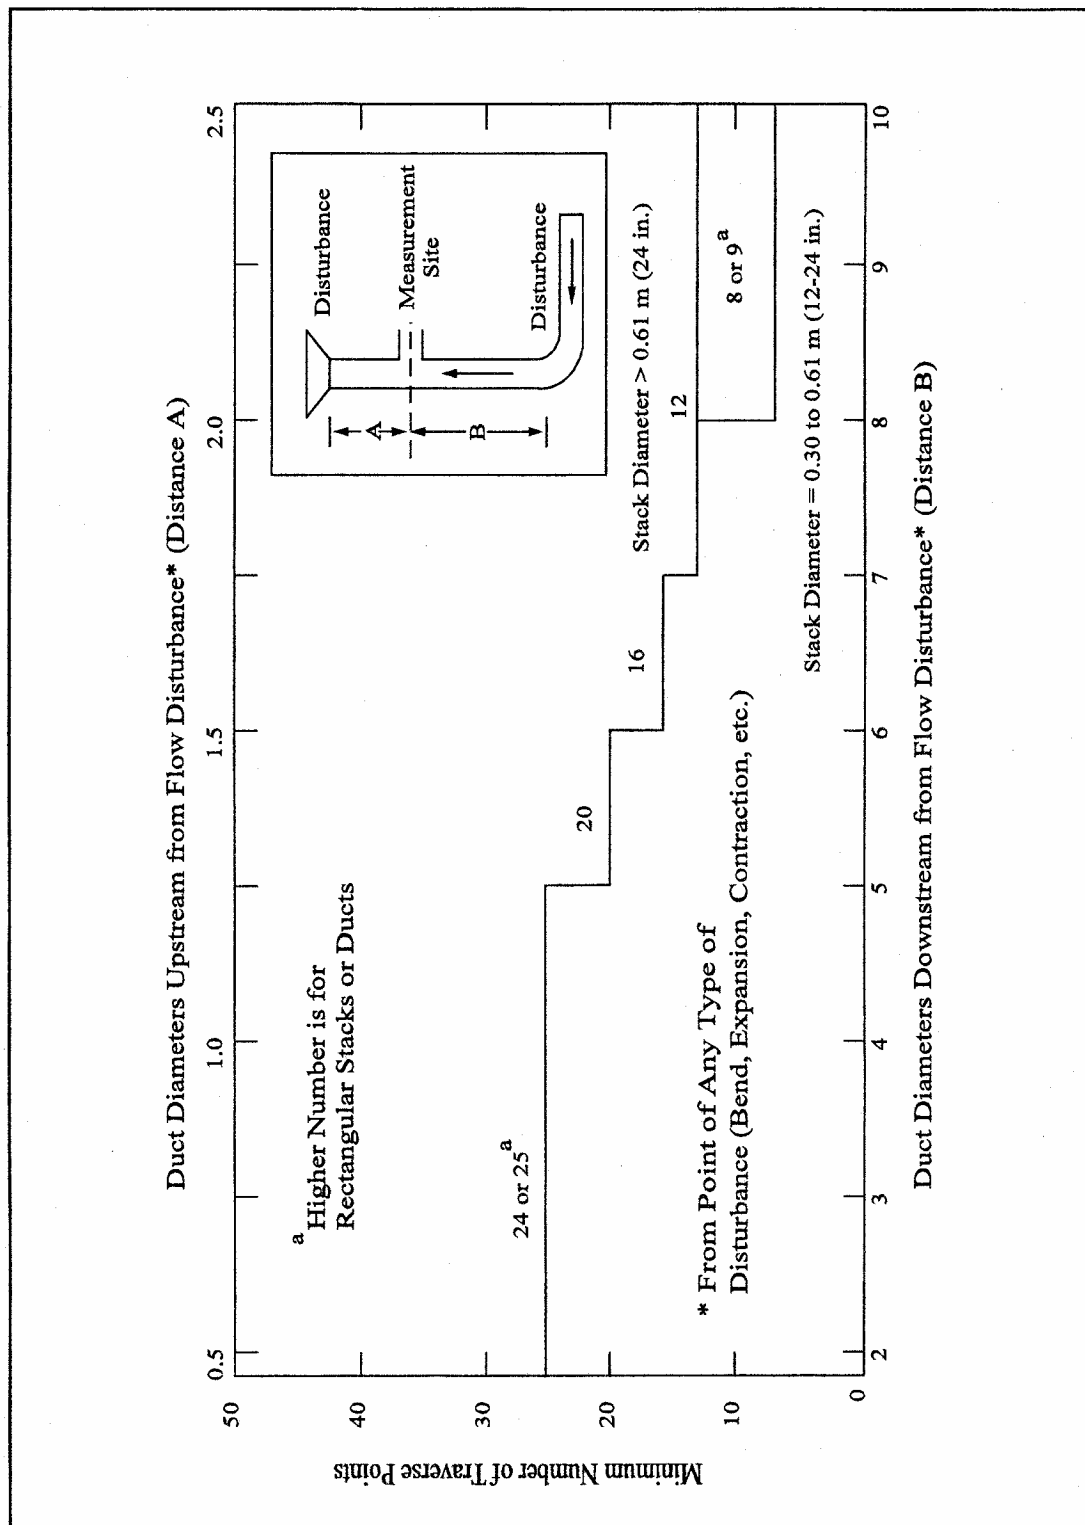 Duct Diameters Upstream from Flow Disturbance* (Distance A)
0.5
1.0
1.5
2.0
2.5
50
40
30
20
10
0
Minimum Number of Traverse Points
a Higher Number is for
Rectangular Stacks or Ducts
Disturbance
A
Measurement
Site
B
Disturbance
24 or 25a
20
16
Stack Diameter > 0.61 m (24 in.)
12
8 or 9a
* From Point of Any Type of
Disturbance (Bend, Expansion, Contraction, etc.)
Stack Diameter = 0.30 to 0.61 m (12-24 in.)
2
3
4
5
6
7
8
9
10
Duct Diameters Downstream from Flow Disturbance* (Distance B)